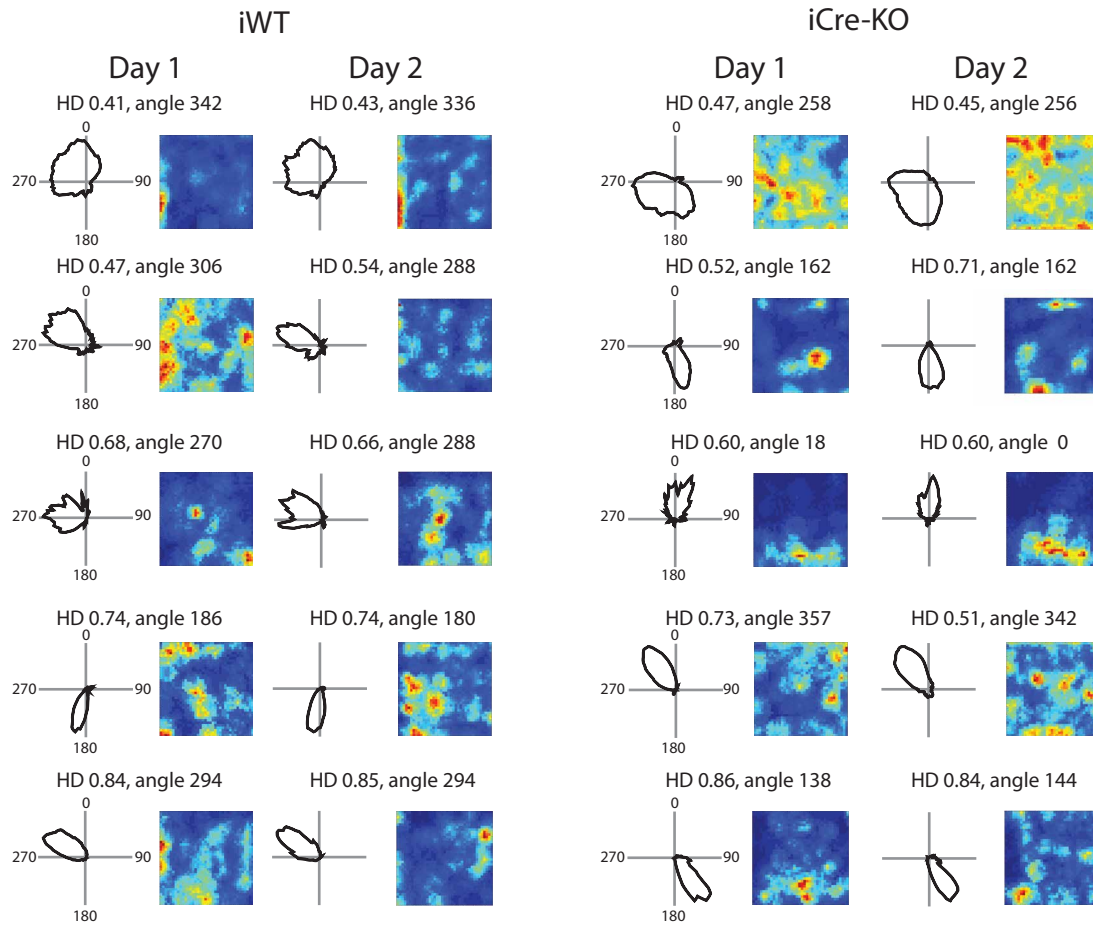 iWT
iCre-KO
Day 1
Day 2
Day 1
Day 2
HD 0.41, angle 342
HD 0.43, angle 336
HD 0.47, angle 258
HD 0.45, angle 256
0
0
270
90
270
90
180
180
HD 0.47, angle 306
HD 0.54, angle 288
HD 0.52, angle 162
HD 0.71, angle 162
0
0
270
90
270
90
180
180
HD 0.68, angle 270
HD 0.66, angle 288
HD 0.60, angle 18
HD 0.60, angle 0
0
0
270
90
270
90
180
180
HD 0.74, angle 186
HD 0.74, angle 180
HD 0.73, angle 357
HD 0.51, angle 342
0
0
270
90
270
90
180
180
HD 0.84, angle 294
HD 0.85, angle 294
HD 0.86, angle 138
HD 0.84, angle 144
0
0
270
90
270
90
180
180